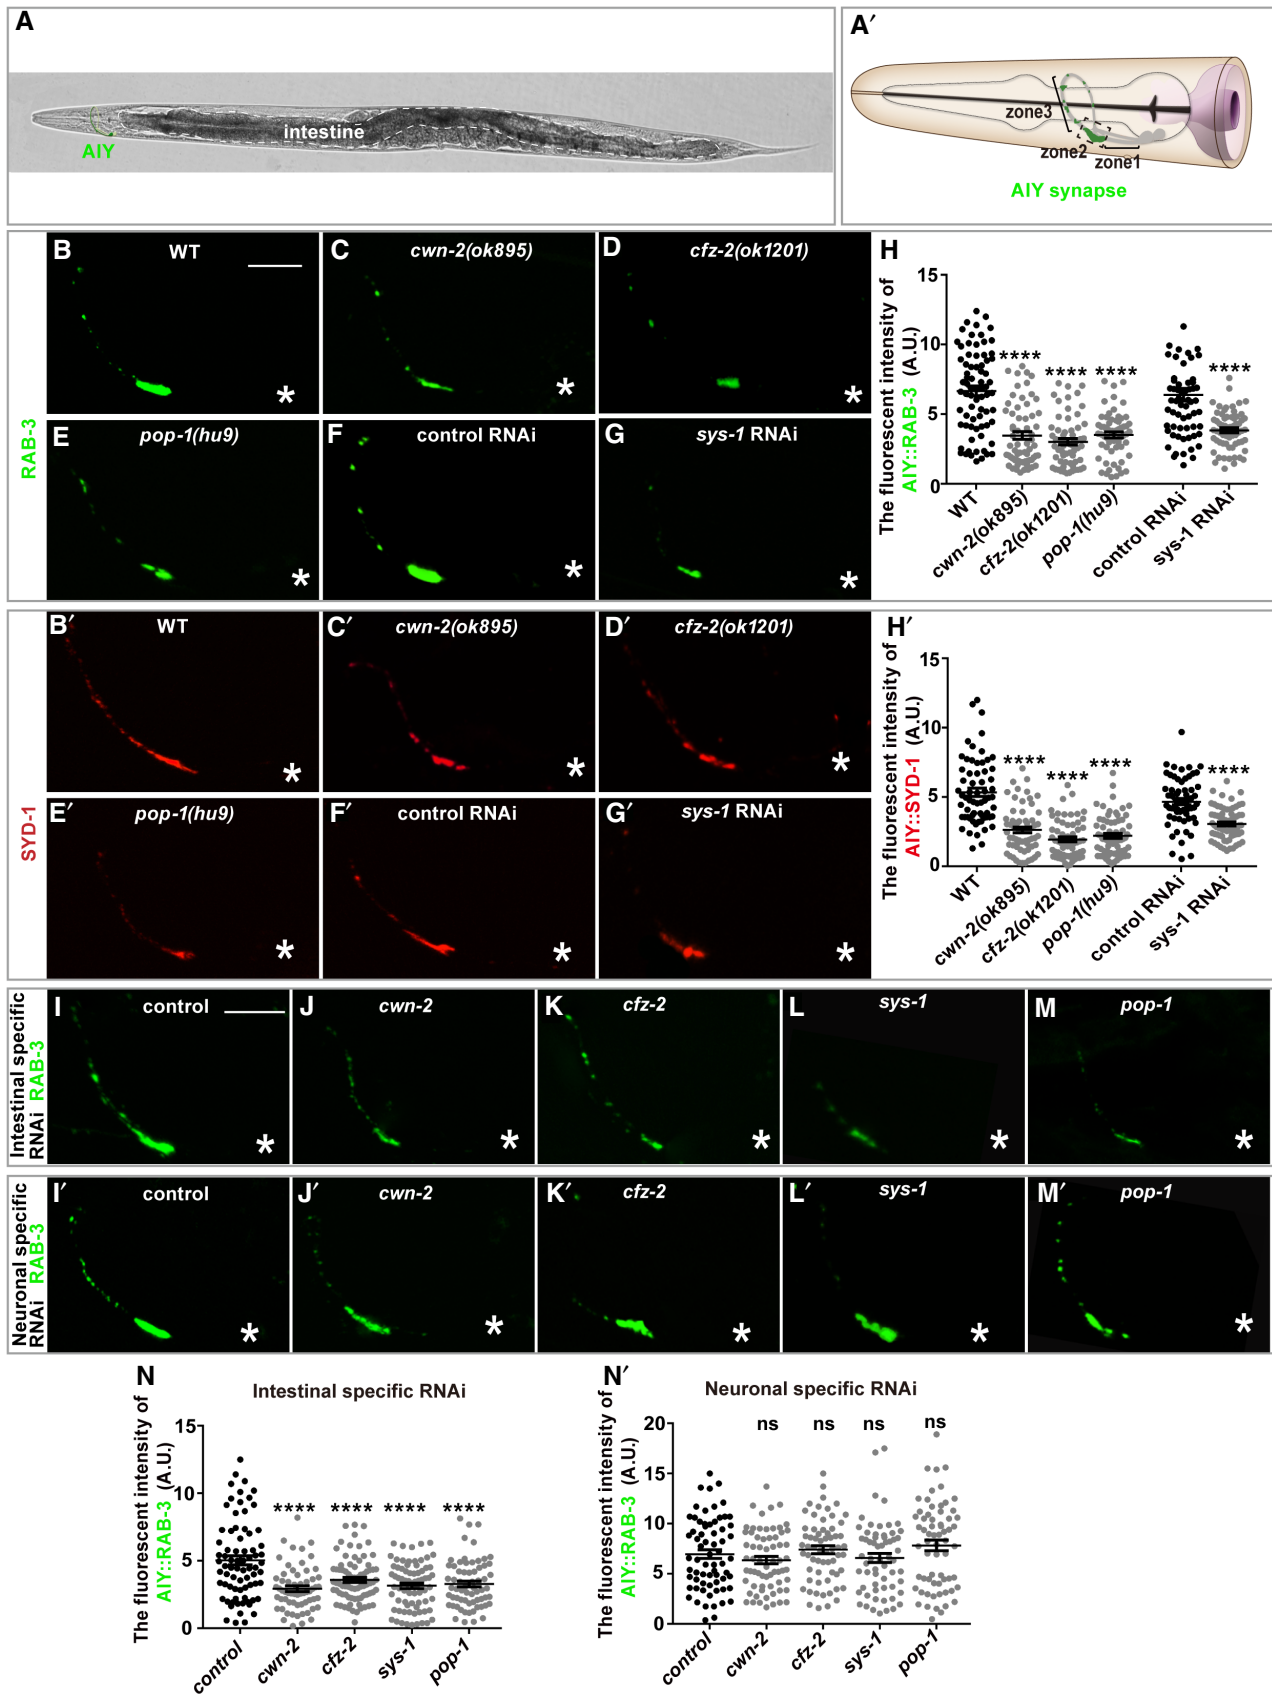 A
intestine
AIY
A′
zone3
zone2
zone1
AIY synapse
RAB-3
B
WT
*
C
cwn-2(ok895)
*
D
cfz-2(ok1201)
*
E
pop-1(hu9)
*
F
control RNAi
*
G
sys-1 RNAi
*
H
The fluorescent intensity of
AIY::RAB-3 (A.U.)
15
10
5
0
****
****
****
****
WT
cwn-2(ok895)
cfz-2(ok1201)
pop-1(hu9)
control RNAi
sys-1 RNAi
SYD-1
B′
WT
*
C′
cwn-2(ok895)
*
D′
cfz-2(ok1201)
*
E′
pop-1(hu9)
*
F′
control RNAi
*
G′
sys-1 RNAi
*
H′
The fluorescent intensity of
AIY::SYD-1 (A.U.)
15
10
5
0
****
****
****
****
WT
cwn-2(ok895)
cfz-2(ok1201)
pop-1(hu9)
control RNAi
sys-1 RNAi
Intestinal specific
RNAi RAB-3
I
control
*
J
cwn-2
*
K
cfz-2
*
L
sys-1
*
M
pop-1
*
Neuronal specific
RNAi RAB-3
I′
control
*
J′
cwn-2
*
K′
cfz-2
*
L′
sys-1
*
M′
pop-1
*
N
Intestinal specific RNAi
The fluorescent intensity of
AIY::RAB-3 (A.U.)
15
10
5
0
****
****
****
****
control
cwn-2
cfz-2
sys-1
pop-1
N′
Neuronal specific RNAi
The fluorescent intensity of
AIY::RAB-3 (A.U.)
20
15
10
5
0
ns
ns
ns
ns
control
cwn-2
cfz-2
sys-1
pop-1